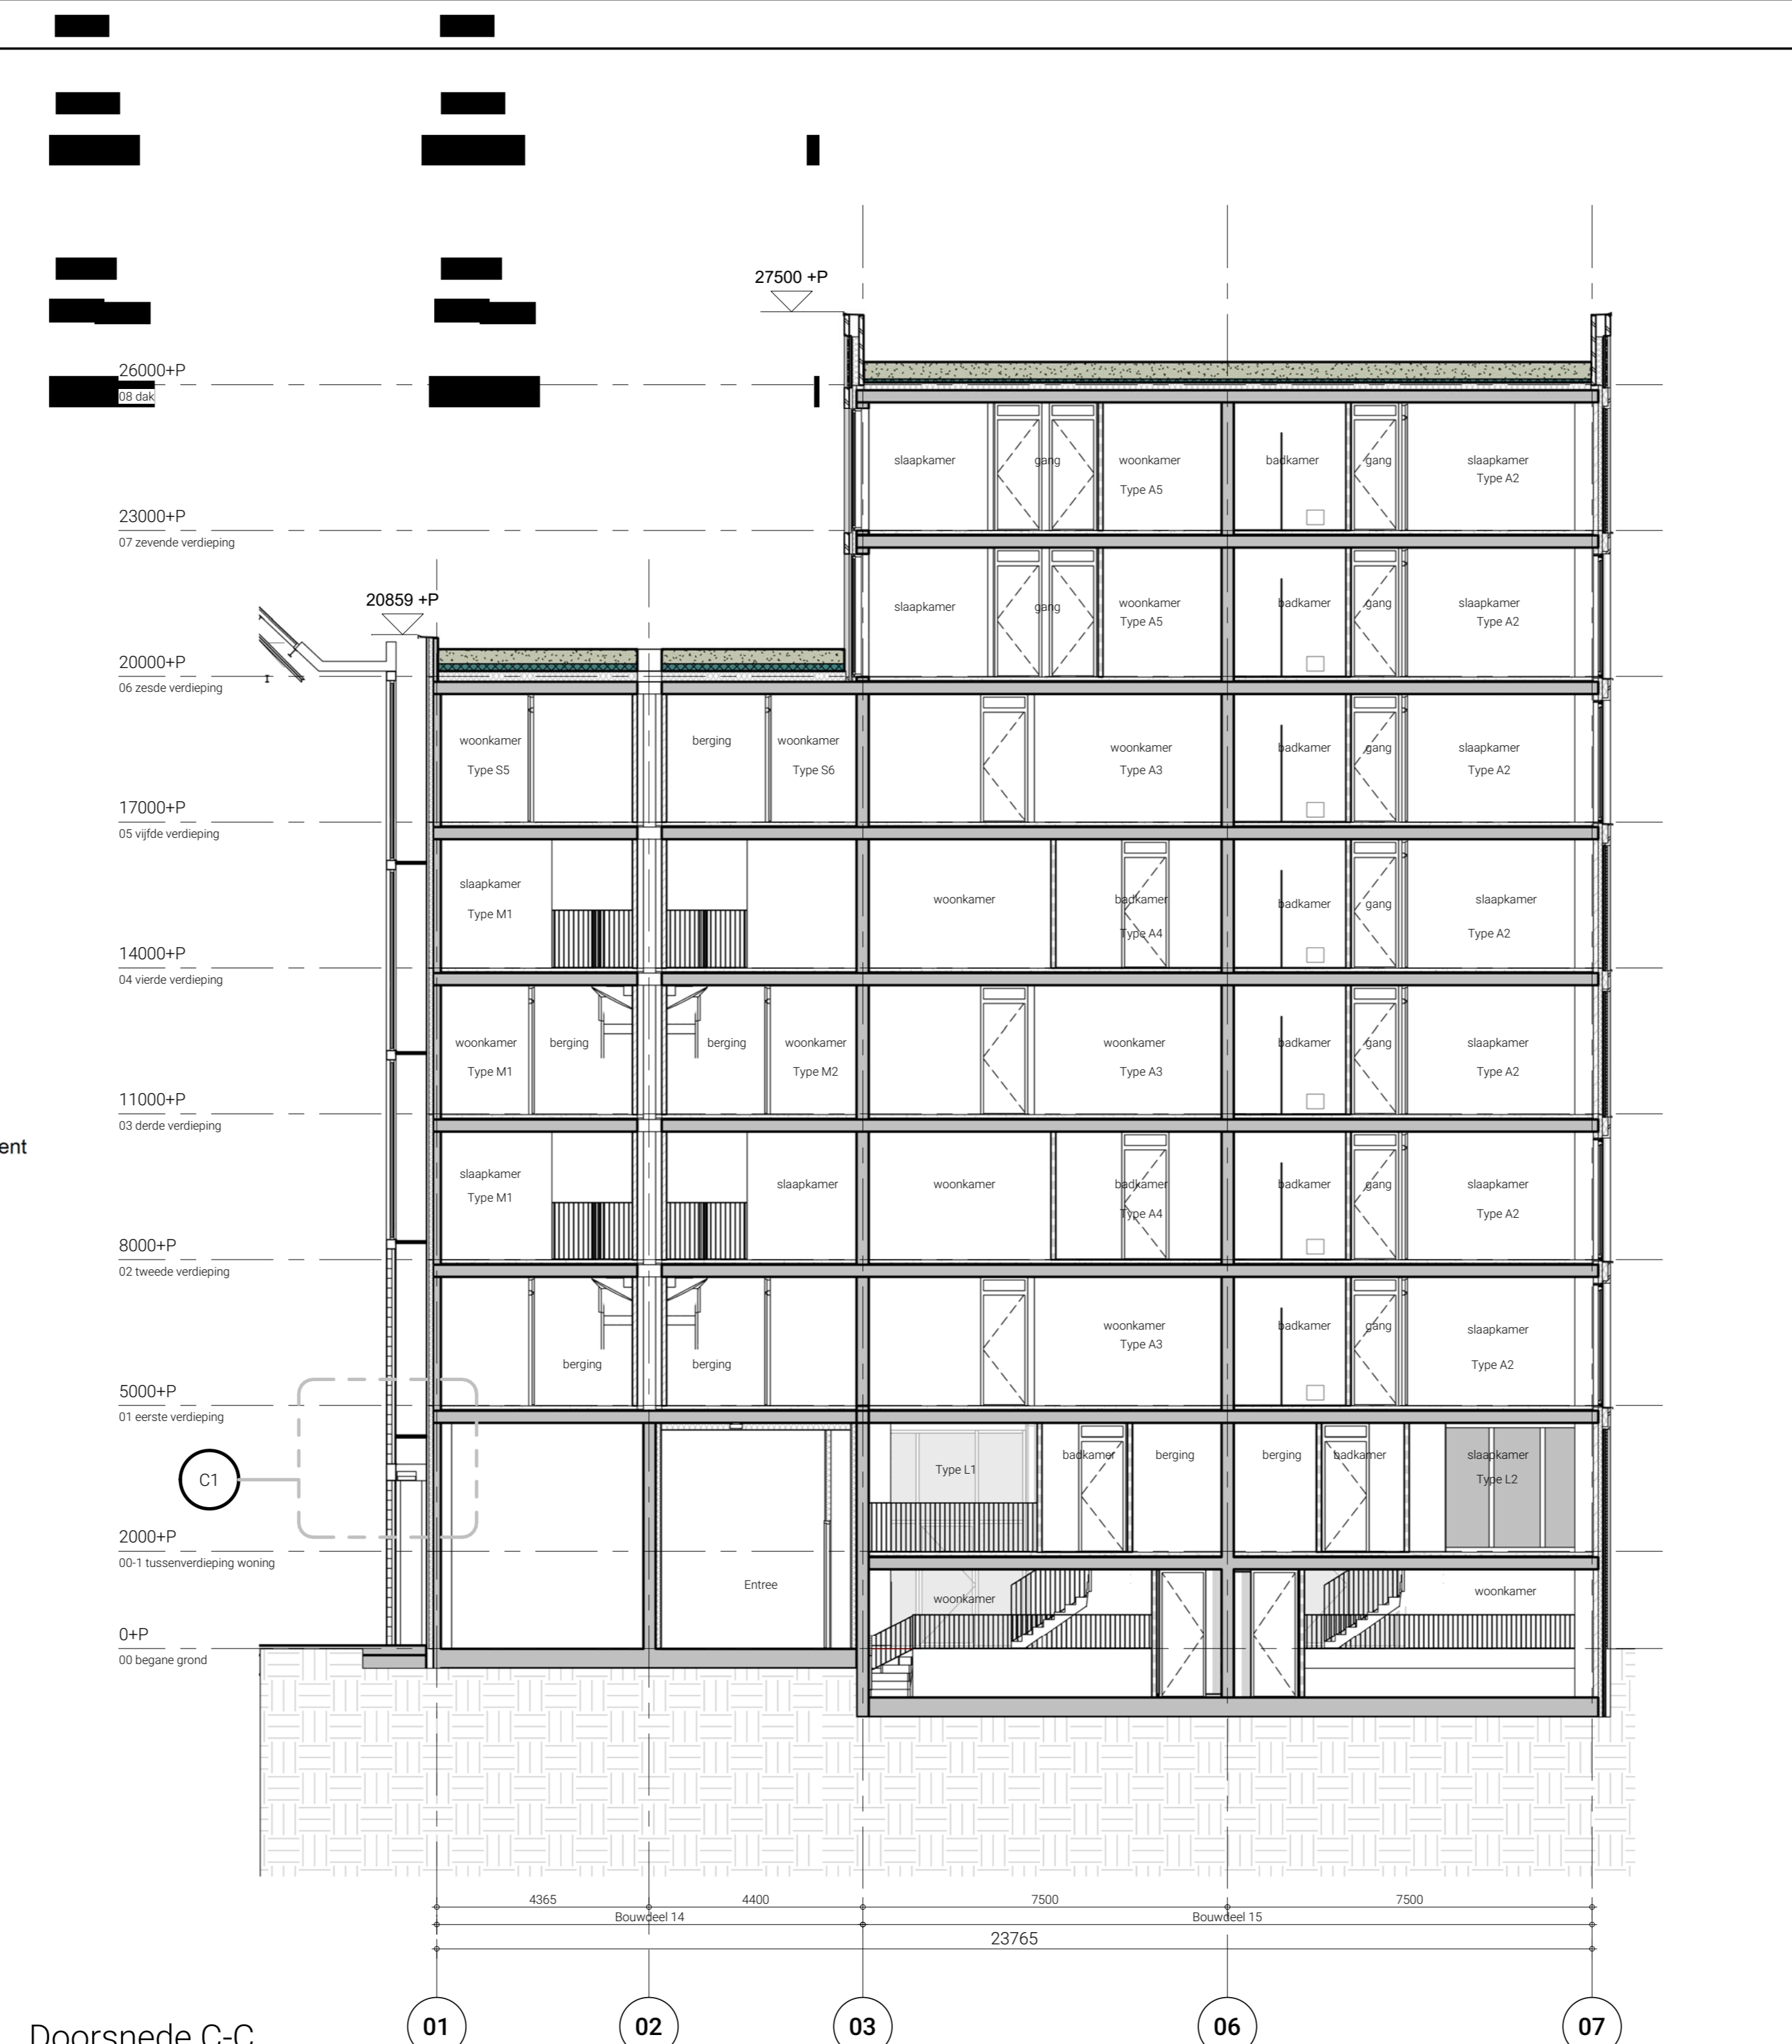 27500 +P
26000+P
08 dak
slaapkamer gang woonkamer badkamer gang slaapkamer
Type A5 Type A2
23000+P
07 zevende verdieping
slaapkamer gang woonkamer badkamer gang slaapkamer
Type A5 Type A2
20859 +P
20000+P
06 zesde verdieping
woonkamer berging woonkamer woonkamer badkamer gang slaapkamer
Type S5 Type S6 Type A3 Type A2
17000+P
05 vijfde verdieping
slaapkamer woonkamer badkamer badkamer gang slaapkamer
Type M1 Type A4 Type A2
14000+P
04 vierde verdieping
woonkamer berging berging woonkamer woonkamer badkamer gang slaapkamer
Type M1 Type M2 Type A3 Type A2
11000+P
03 derde verdieping
ent
slaapkamer slaapkamer woonkamer badkamer badkamer gang slaapkamer
Type M1 Type A4 Type A2
8000+P
02 tweede verdieping
woonkamer badkamer gang slaapkamer
Type A3
berging berging Type A2
5000+P
01 eerste verdieping
badkamer berging berging badkamer slaapkamer
Type L1 Type L2
C1
2000+P
00-1 tussenverdieping woning
Entree woonkamer woonkamer
0+P
00 begane grond
4365 4400 7500 7500
Bouwdeel 14 Bouwdeel 15
23765
01 02 03 06 07
Doorsnede C-C